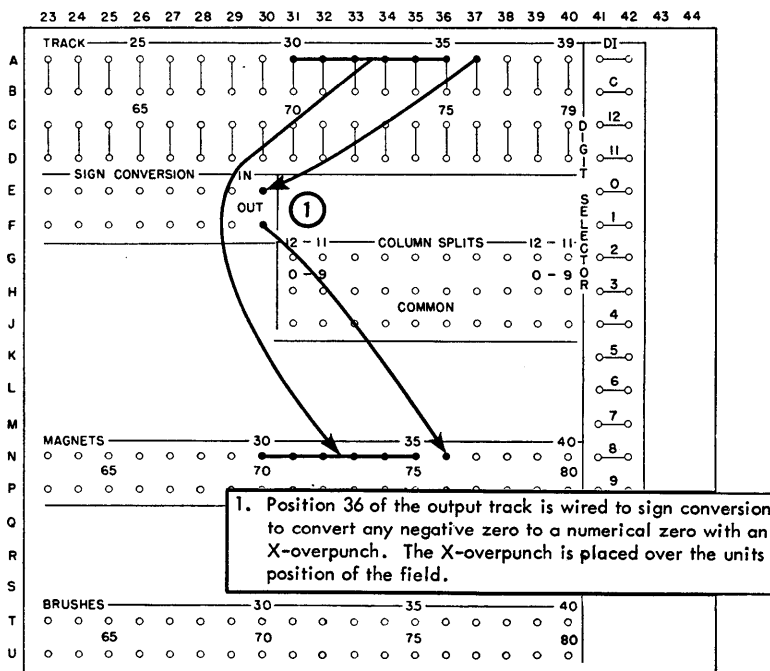 23 24 25 26 27 28 29 30 31 32 33 34 35 36 37 38 39 40 41 42 43 44
TRACK 25 30 35 39 DI
A
B C
65 70 75 79
C 12
D 11
DIGIT SELECTOR
SIGN CONVERSION IN
E 0
OUT 1
F 1
12-11 COLUMN SPLITS 12-11
G 2
0-9 0-9
H 3
COMMON
J 4
K 5
L 6
M 7
MAGNETS 30 35 40
N 8
65 70 75 80
P 9
1. Position 36 of the output track is wired to sign conversion
to convert any negative zero to a numerical zero with an
X-overpunch. The X-overpunch is placed over the units
position of the field.
Q
R
S
BRUSHES 30 35 40
T
65 70 75 80
U